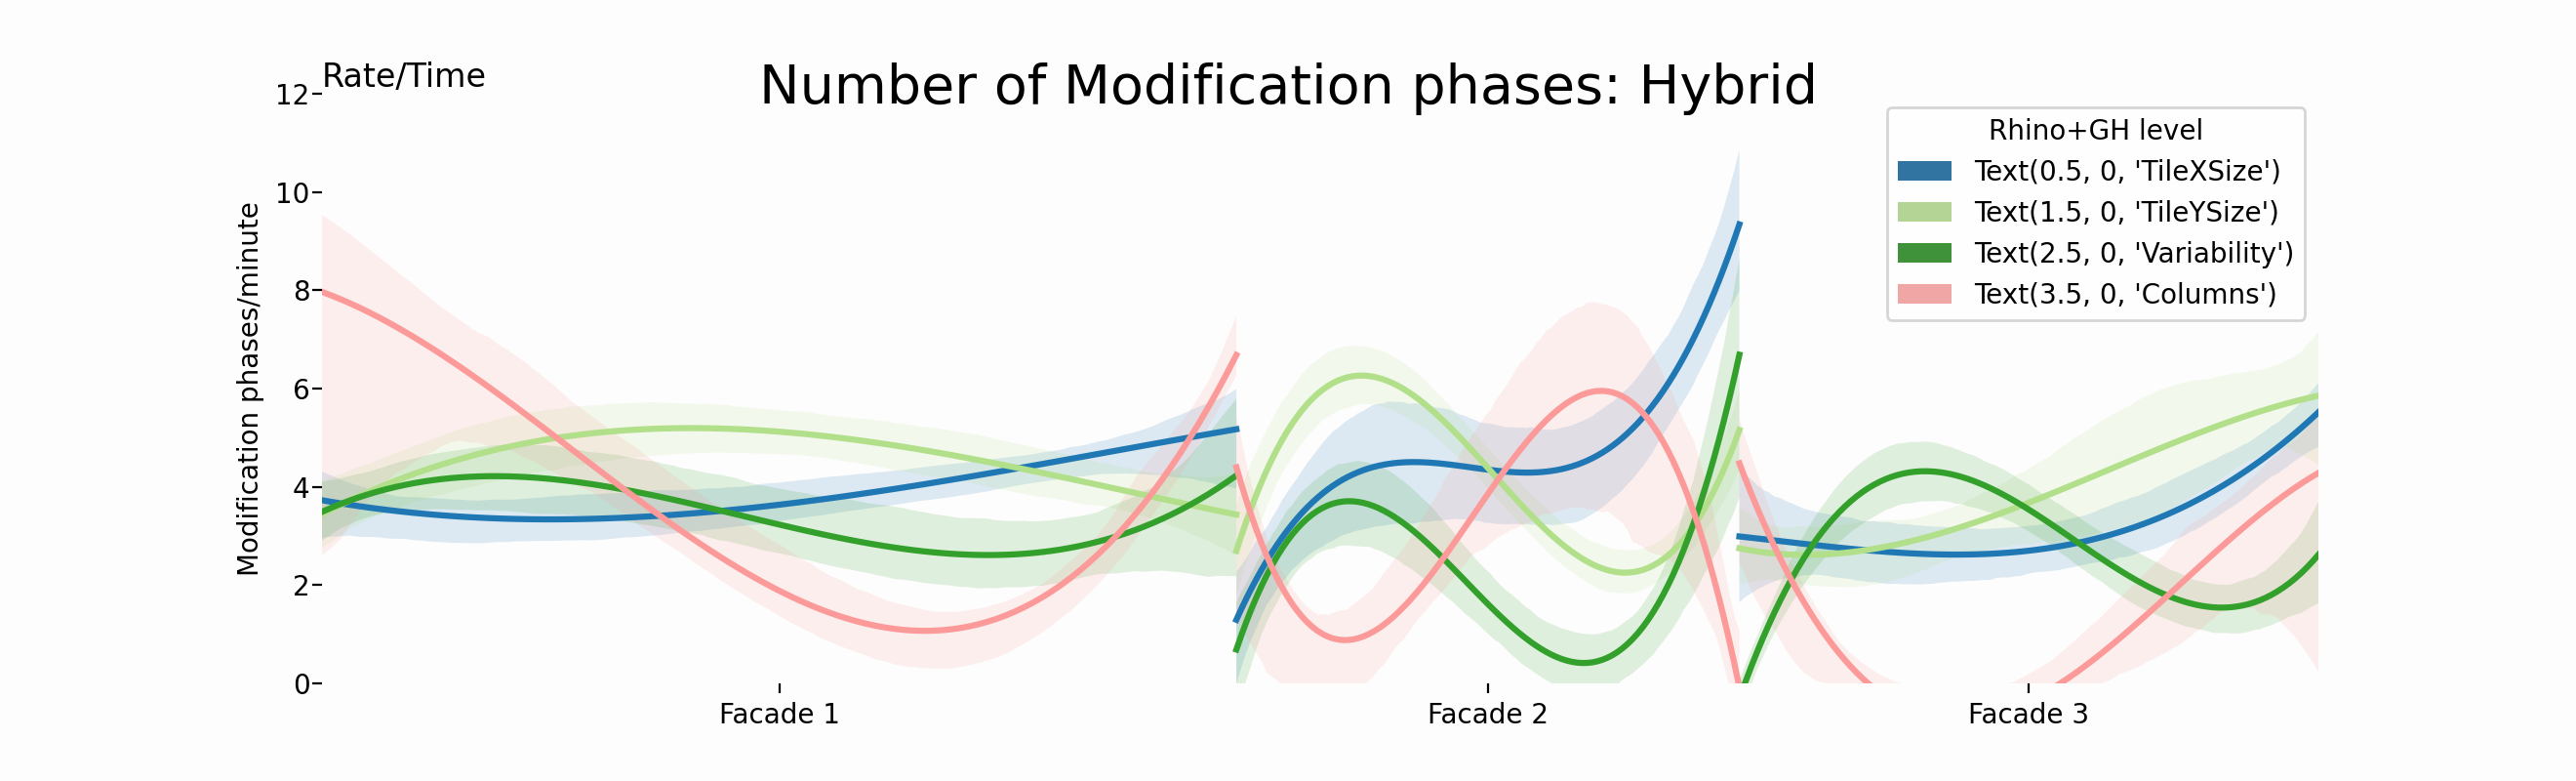 Rate/Time
Number of Modification phases: Hybrid
Modification phases/minute
12
10
8
6
4
2
0
Rhino+GH level
Text(0.5, 0, 'TileXSize')
Text(1.5, 0, 'TileYSize')
Text(2.5, 0, 'Variability')
Text(3.5, 0, 'Columns')
Facade 1
Facade 2
Facade 3